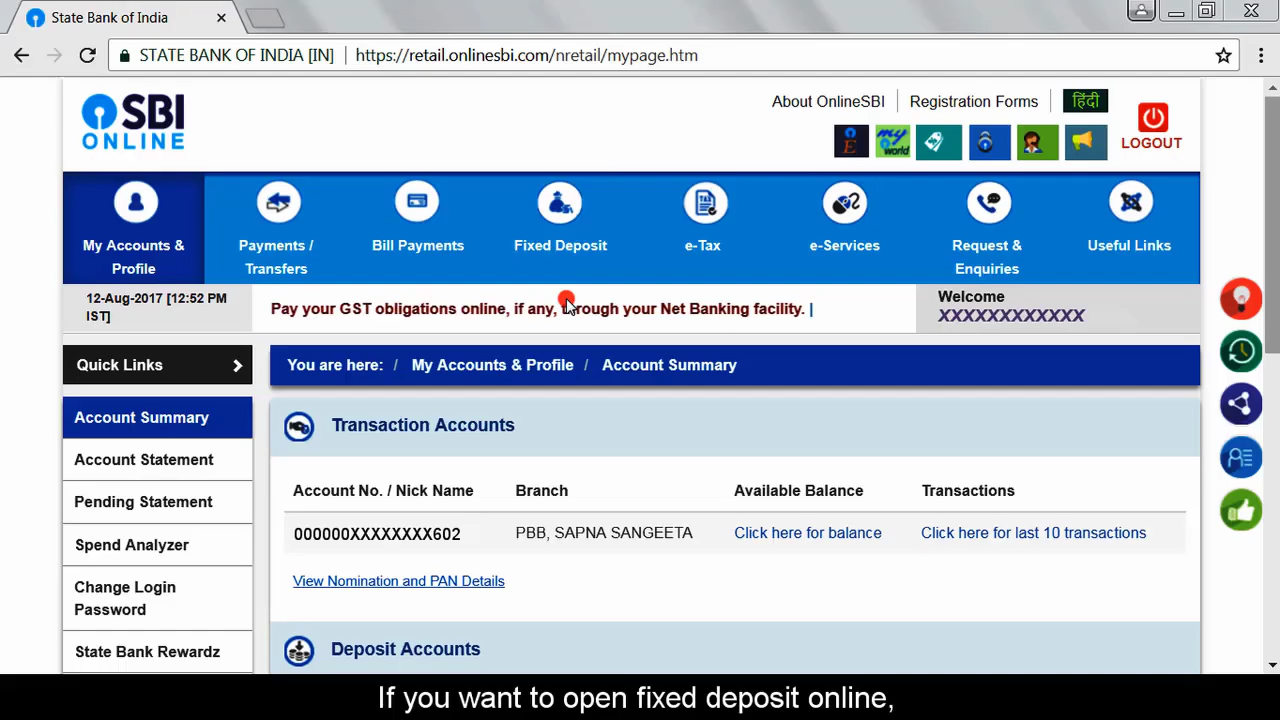 State Bank of India
STATE BANK OF INDIA [IN] https://retail.onlinesbi.com/nretail/mypage.htm
SBI
ONLINE
About OnlineSBI Registration Forms हिंदी
E my world
LOGOUT
My Accounts & Profile
Payments / Transfers
Bill Payments
Fixed Deposit
e-Tax
e-Services
Request & Enquiries
Useful Links
12-Aug-2017 [12:52 PM IST]
Pay your GST obligations online, if any, through your Net Banking facility. |
Welcome
XXXXXXXXXXXX
Quick Links
You are here: / My Accounts & Profile / Account Summary
Account Summary
Account Statement
Pending Statement
Spend Analyzer
Change Login
Password
State Bank Rewardz
Transaction Accounts
Account No. / Nick Name Branch Available Balance Transactions
000000XXXXXXXX602 PBB, SAPNA SANGEETA Click here for balance Click here for last 10 transactions
View Nomination and PAN Details
Deposit Accounts
If you want to open fixed deposit online,